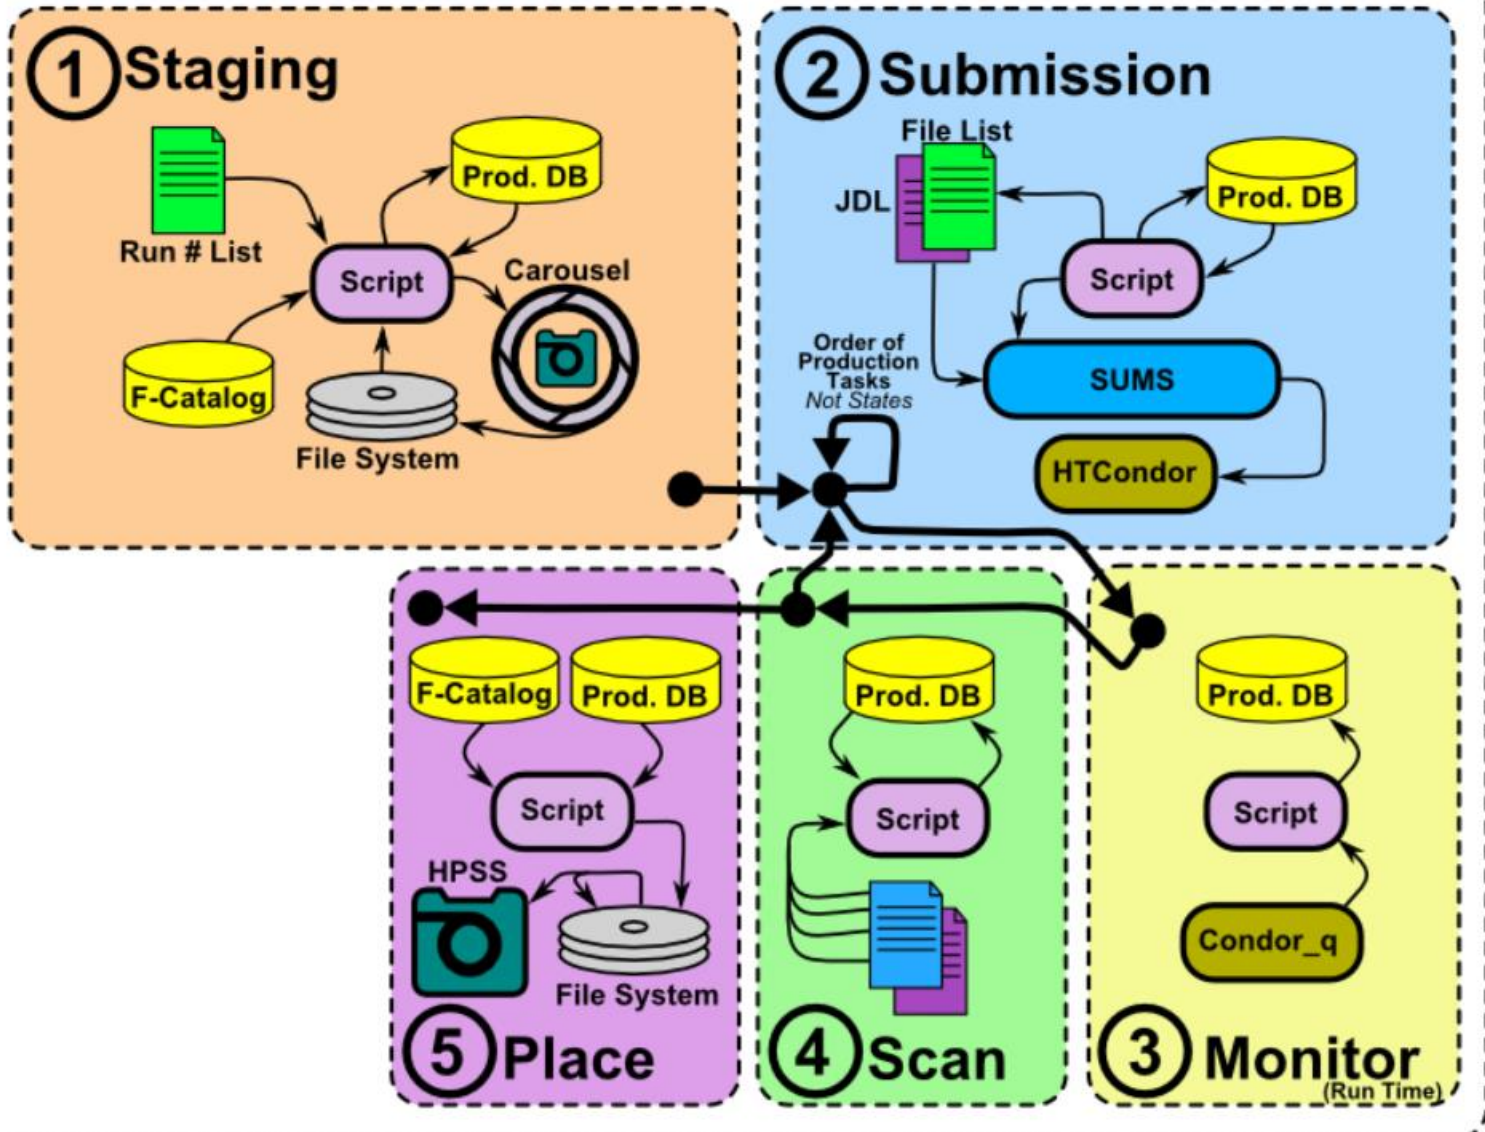 1 Staging
Run # List
Prod. DB
Script
Carousel
F-Catalog
File System
2 Submission
File List
JDL
Prod. DB
Script
Order of
Production
Tasks
Not States
SUMS
HTCondor
F-Catalog
Prod. DB
Script
HPSS
File System
5 Place
Prod. DB
Script
4 Scan
Prod. DB
Script
Condor_q
3 Monitor
(Run Time)